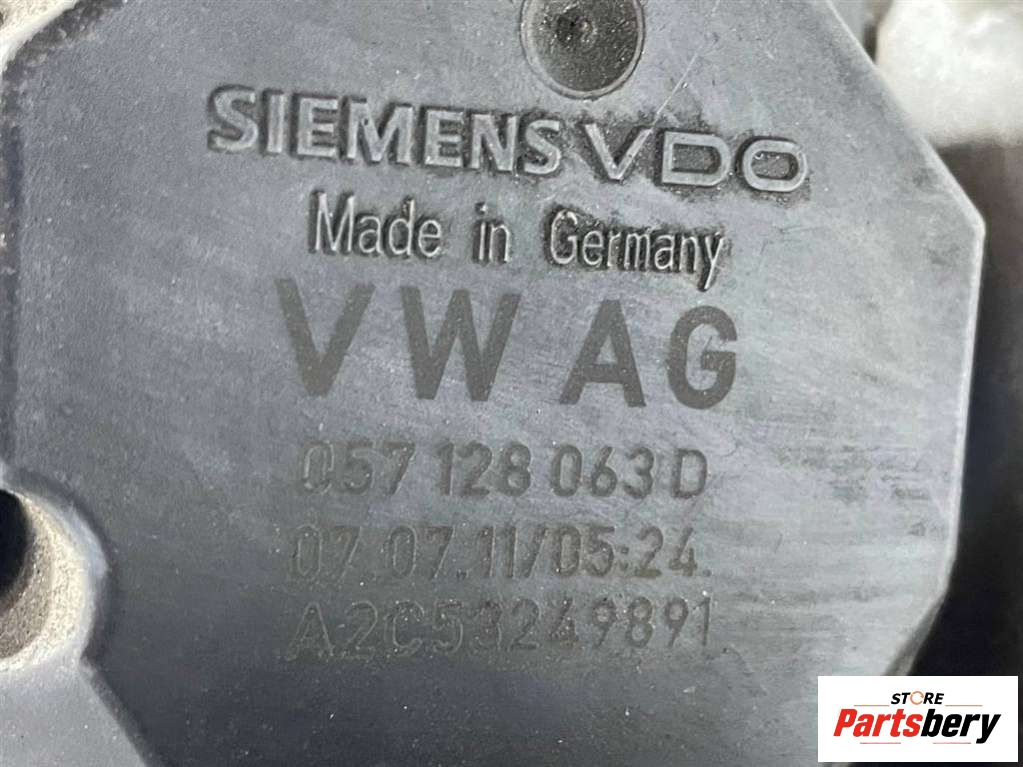 SIEMENS VDO
Made in Germany
VW AG
057 128 063 D
07.07.11/05:24.
A2C53249891
STORE
Partsbery